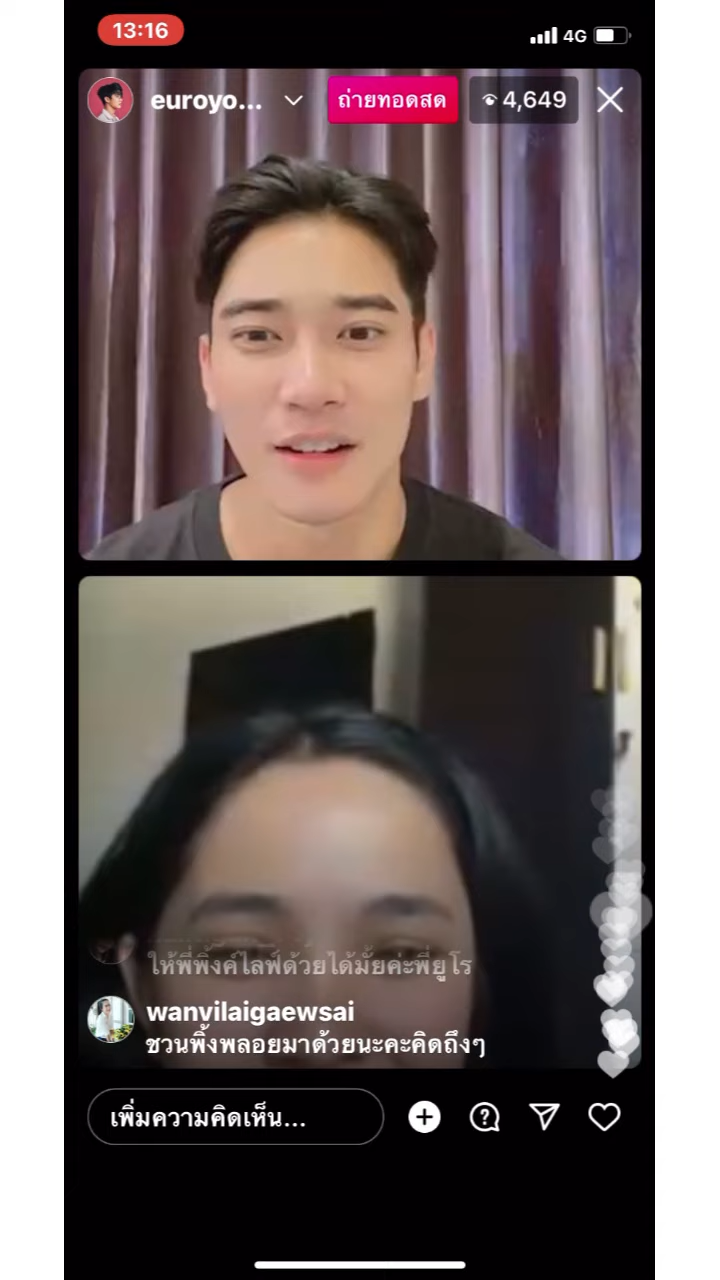 13:16
4G
euroyo...
ถ่ายทอดสด
4,649
ให้พี่พิ้งค์ไลฟ์ด้วยได้มั้ยค่ะพี่ยูโร
wanvilaigaewsai
ชวนพิ้งพลอยมาด้วยนะคะคิดถึงๆ
เพิ่มความคิดเห็น...